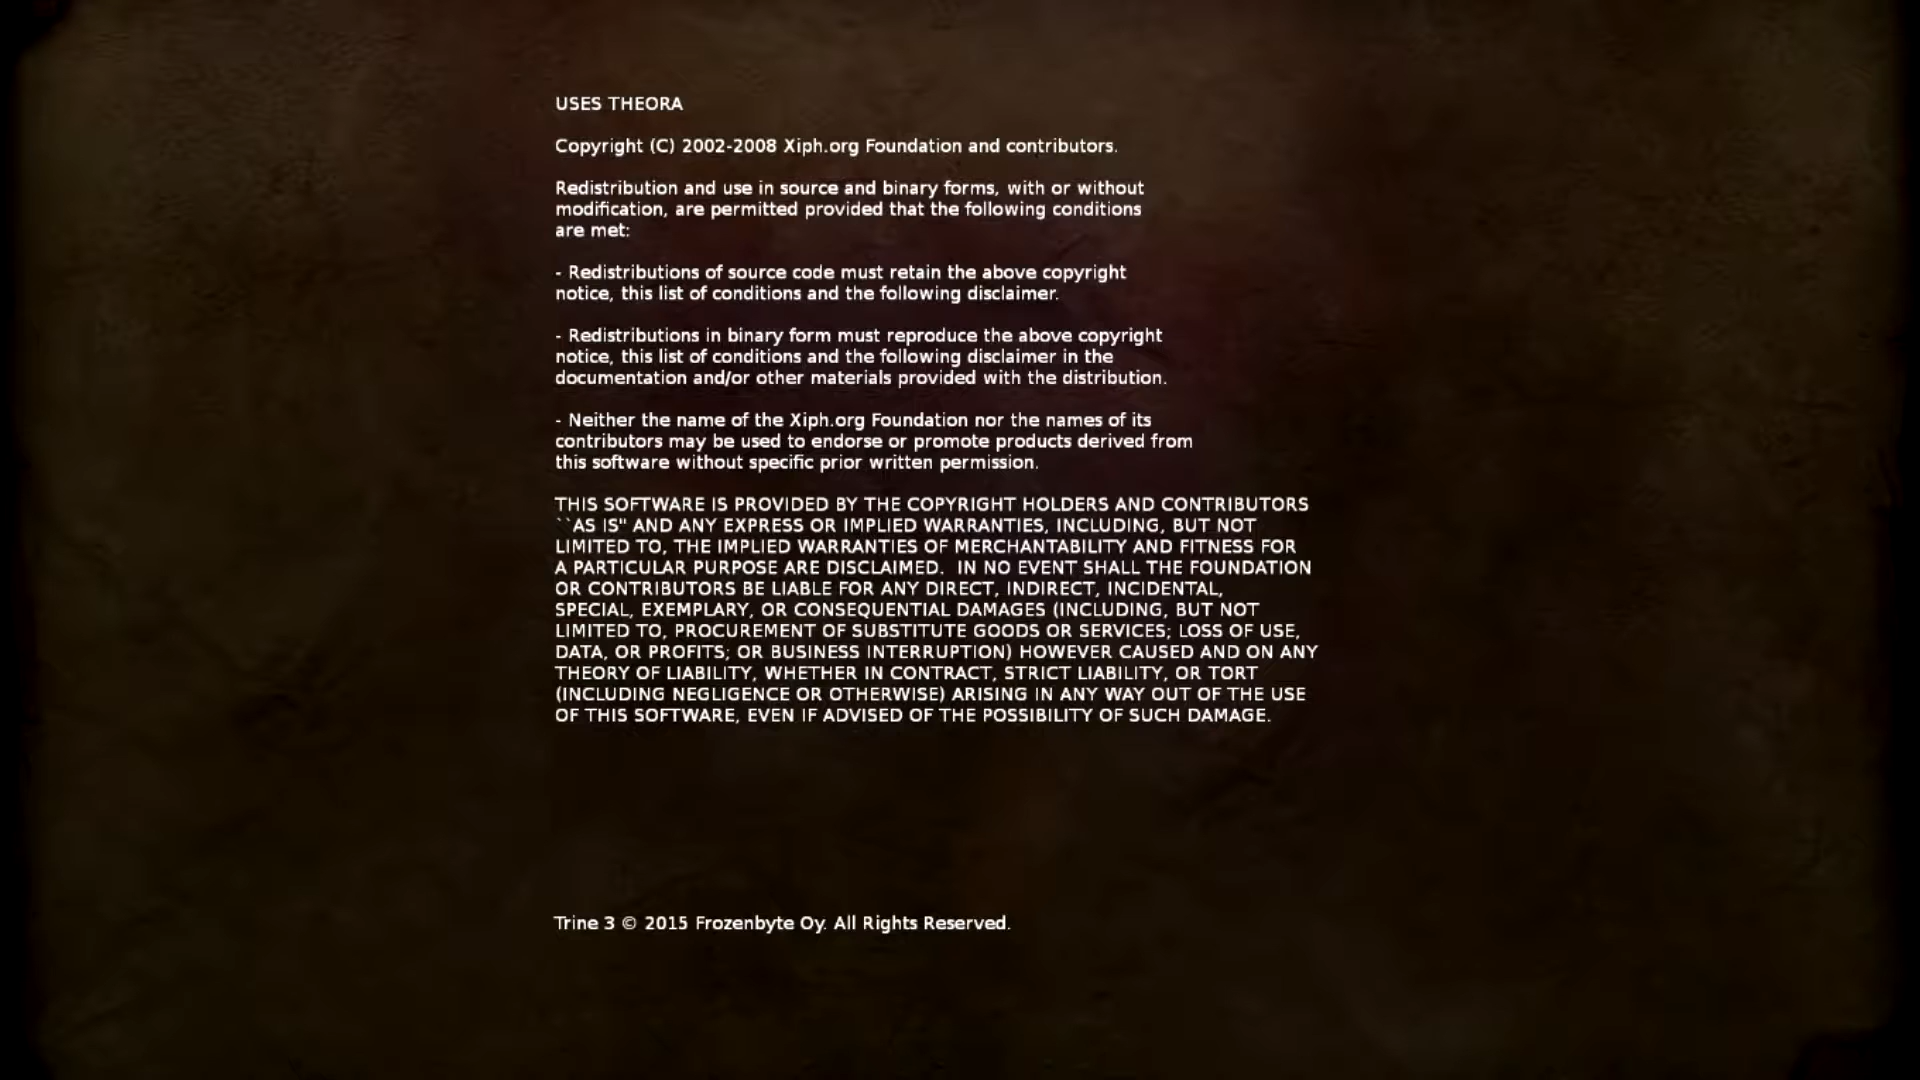 USES THEORA
Copyright (C) 2002-2008 Xiph.org Foundation and contributors.
Redistribution and use in source and binary forms, with or without
modification, are permitted provided that the following conditions
are met:
- Redistributions of source code must retain the above copyright
notice, this list of conditions and the following disclaimer.
- Redistributions in binary form must reproduce the above copyright
notice, this list of conditions and the following disclaimer in the
documentation and/or other materials provided with the distribution.
- Neither the name of the Xiph.org Foundation nor the names of its
contributors may be used to endorse or promote products derived from
this software without specific prior written permission.
THIS SOFTWARE IS PROVIDED BY THE COPYRIGHT HOLDERS AND CONTRIBUTORS
``AS IS'' AND ANY EXPRESS OR IMPLIED WARRANTIES, INCLUDING, BUT NOT
LIMITED TO, THE IMPLIED WARRANTIES OF MERCHANTABILITY AND FITNESS FOR
A PARTICULAR PURPOSE ARE DISCLAIMED.  IN NO EVENT SHALL THE FOUNDATION
OR CONTRIBUTORS BE LIABLE FOR ANY DIRECT, INDIRECT, INCIDENTAL,
SPECIAL, EXEMPLARY, OR CONSEQUENTIAL DAMAGES (INCLUDING, BUT NOT
LIMITED TO, PROCUREMENT OF SUBSTITUTE GOODS OR SERVICES; LOSS OF USE,
DATA, OR PROFITS; OR BUSINESS INTERRUPTION) HOWEVER CAUSED AND ON ANY
THEORY OF LIABILITY, WHETHER IN CONTRACT, STRICT LIABILITY, OR TORT
(INCLUDING NEGLIGENCE OR OTHERWISE) ARISING IN ANY WAY OUT OF THE USE
OF THIS SOFTWARE, EVEN IF ADVISED OF THE POSSIBILITY OF SUCH DAMAGE.
Trine 3 © 2015 Frozenbyte Oy. All Rights Reserved.